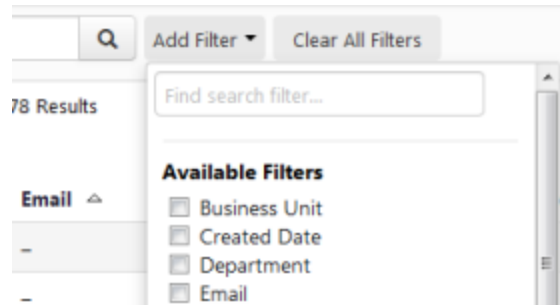 Add Filter Clear All Filters
78 Results
Find search filter...
Available Filters
Email
Business Unit
Created Date
–
Department
Email
–